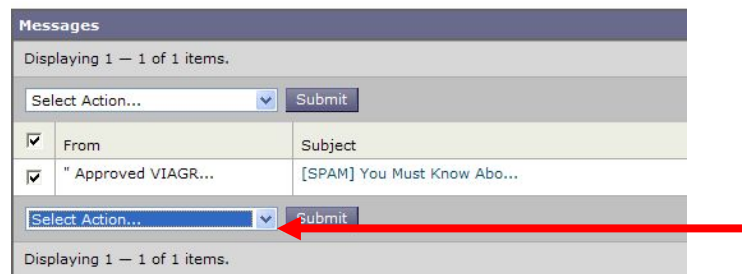 Messages
Displaying 1 — 1 of 1 items.
Select Action... Submit
From Subject
" Approved VIAGR... [SPAM] You Must Know Abo...
Select Action... Submit
Displaying 1 — 1 of 1 items.